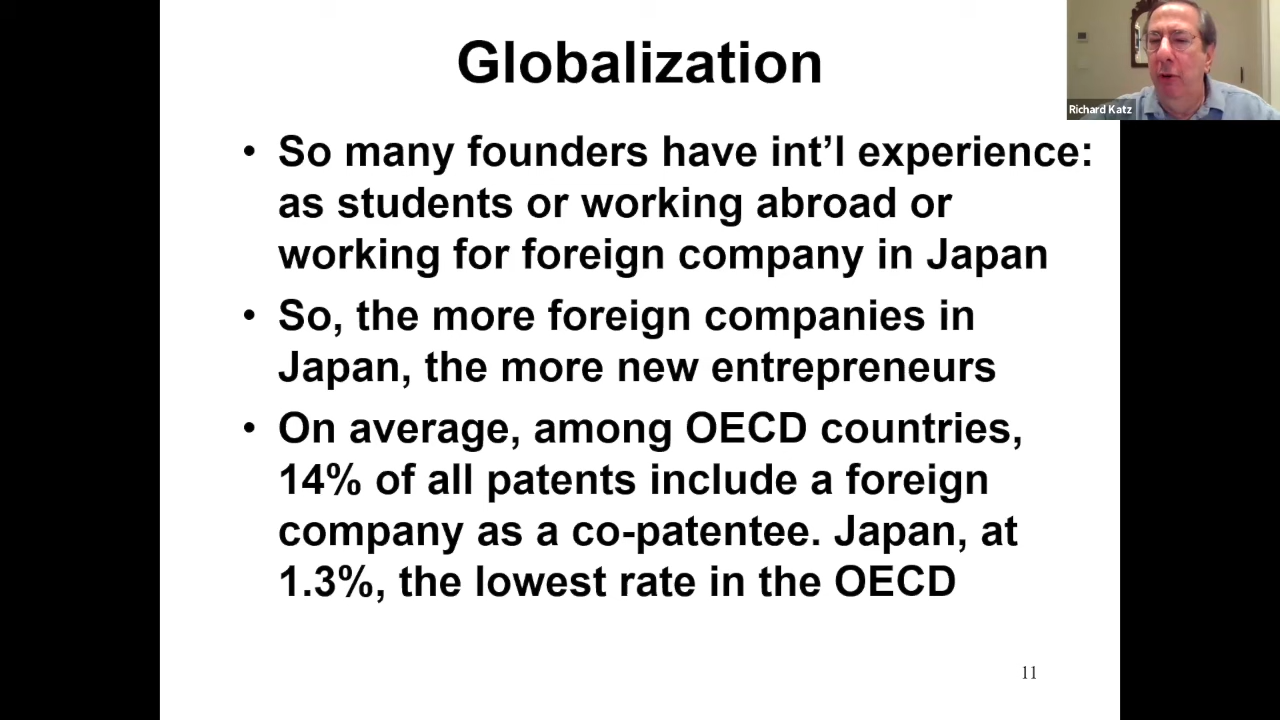 Globalization
Richard Katz
• So many founders have int’l experience:
as students or working abroad or
working for foreign company in Japan
• So, the more foreign companies in
Japan, the more new entrepreneurs
• On average, among OECD countries,
14% of all patents include a foreign
company as a co-patentee. Japan, at
1.3%, the lowest rate in the OECD
11